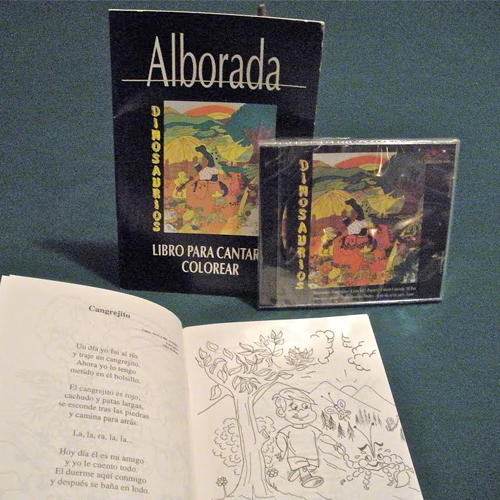 Alborada
DINOSAURIOS
LIBRO PARA CANTAR
COLOREAR
DINOSAURIOS
Cangrejito
Un día yo fui al río
y traje un cangrejito.
Ahora yo lo tengo
metido en el bolsillo.
El cangrejito es rojo,
cachudo y patas largas,
se esconde tras las piedras
y camina para atrás.
La, la, ra, la, la...
Hoy día él es mi amigo
y yo le cuento todo.
El duerme aquí conmigo
y después se baña en lodo.